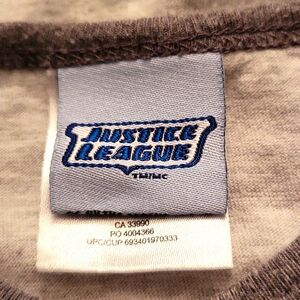 JUSTICE
LEAGUE
TM/MC
CA 33990
PO 4004366
UPC/CUP 693401970333